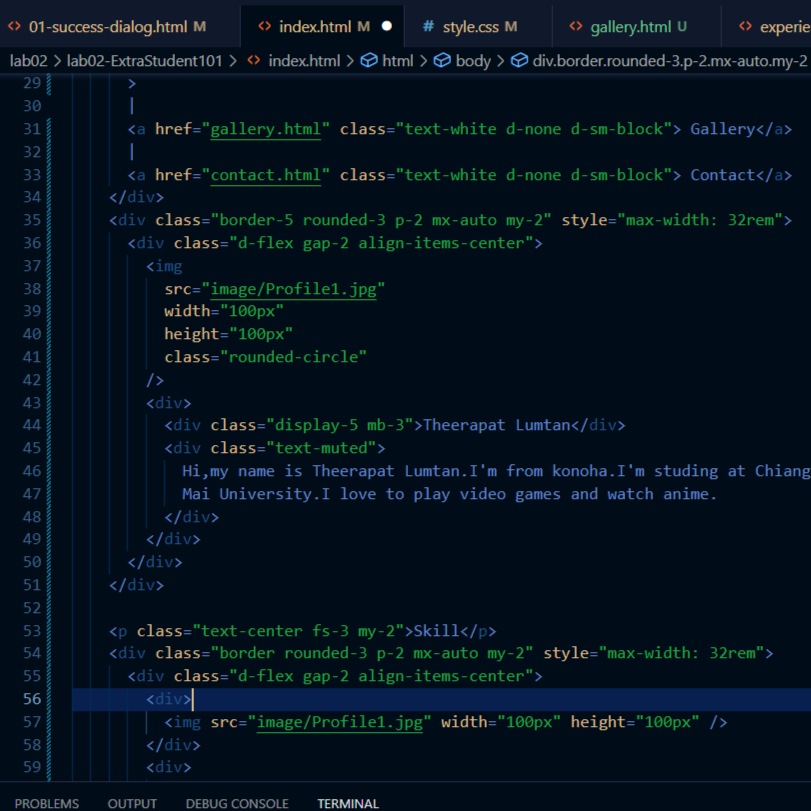 01-success-dialog.html M index.html M style.css M gallery.html U experie
lab02 > lab02-ExtraStudent101 > index.html > html > body > div.border.rounded-3.p-2.mx-auto.my-2
29 >
30 |
31 <a href="gallery.html" class="text-white d-none d-sm-block"> Gallery</a>
32 |
33 <a href="contact.html" class="text-white d-none d-sm-block"> Contact</a>
34 </div>
35 <div class="border-5 rounded-3 p-2 mx-auto my-2" style="max-width: 32rem">
36 <div class="d-flex gap-2 align-items-center">
37 <img
38 src="image/Profile1.jpg"
39 width="100px"
40 height="100px"
41 class="rounded-circle"
42 />
43 <div>
44 <div class="display-5 mb-3">Theerapat Lumtan</div>
45 <div class="text-muted">
46 Hi,my name is Theerapat Lumtan.I'm from konoha.I'm studing at Chiang
47 Mai University.I love to play video games and watch anime.
48 </div>
49 </div>
50 </div>
51 </div>
52
53 <p class="text-center fs-3 my-2">Skill</p>
54 <div class="border rounded-3 p-2 mx-auto my-2" style="max-width: 32rem">
55 <div class="d-flex gap-2 align-items-center">
56 <div>
57 <img src="image/Profile1.jpg" width="100px" height="100px" />
58 </div>
59 <div>
PROBLEMS OUTPUT DEBUG CONSOLE TERMINAL